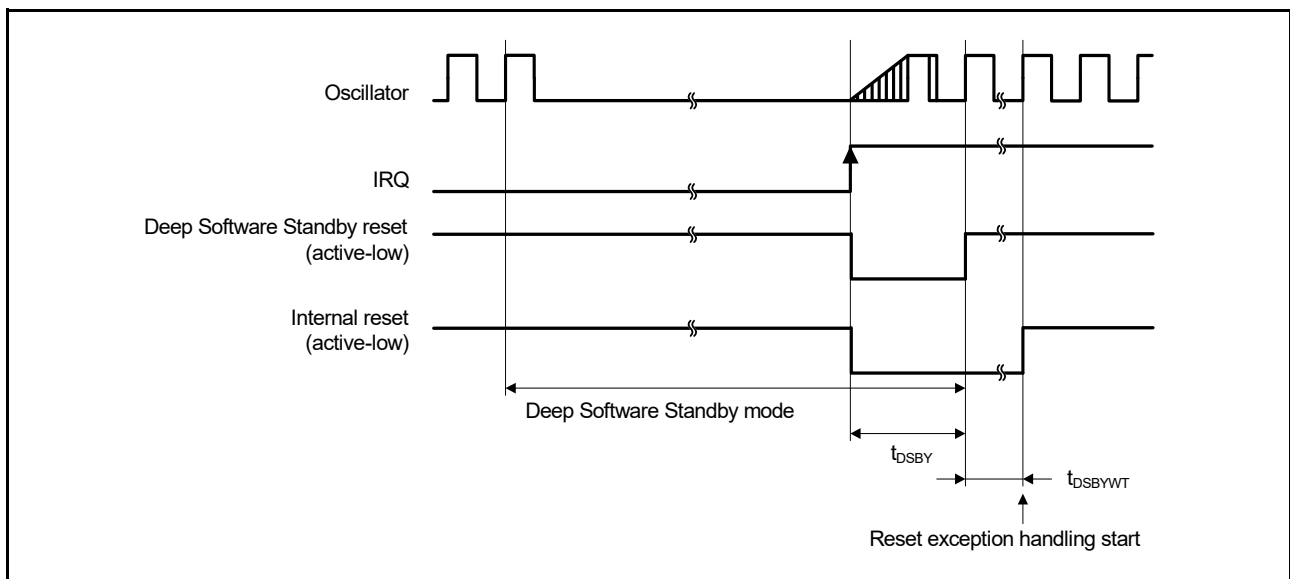 Oscillator
IRQ
Deep Software Standby reset
(active-low)
Internal reset
(active-low)
Deep Software Standby mode
tDSBY
tDSBYWT
Reset exception handling start